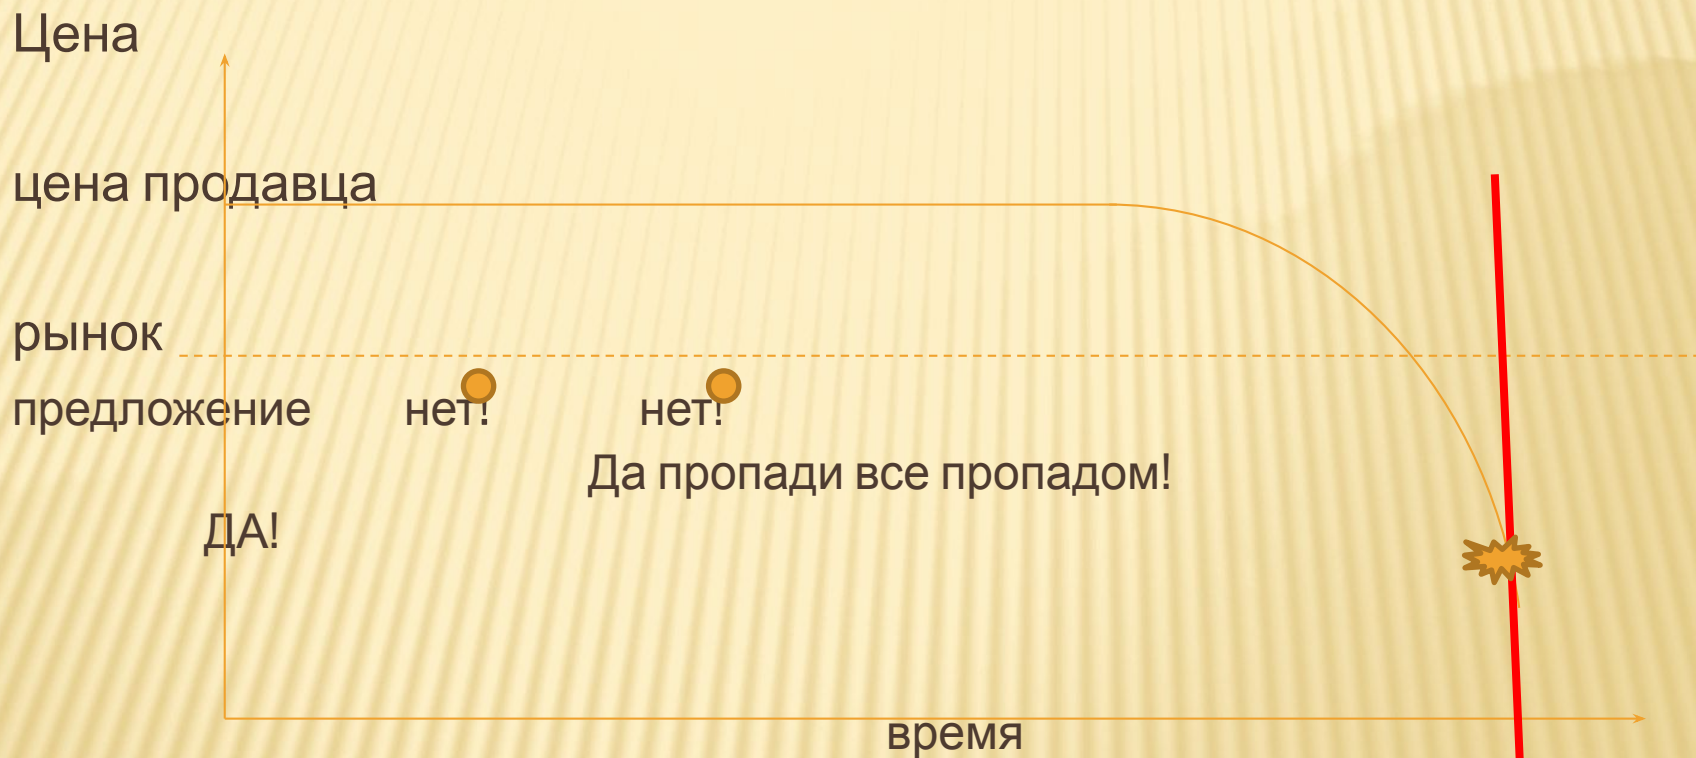 Цена
цена продавца
рынок
предложение нет! нет!
Да пропади все пропадом!
ДА!
время